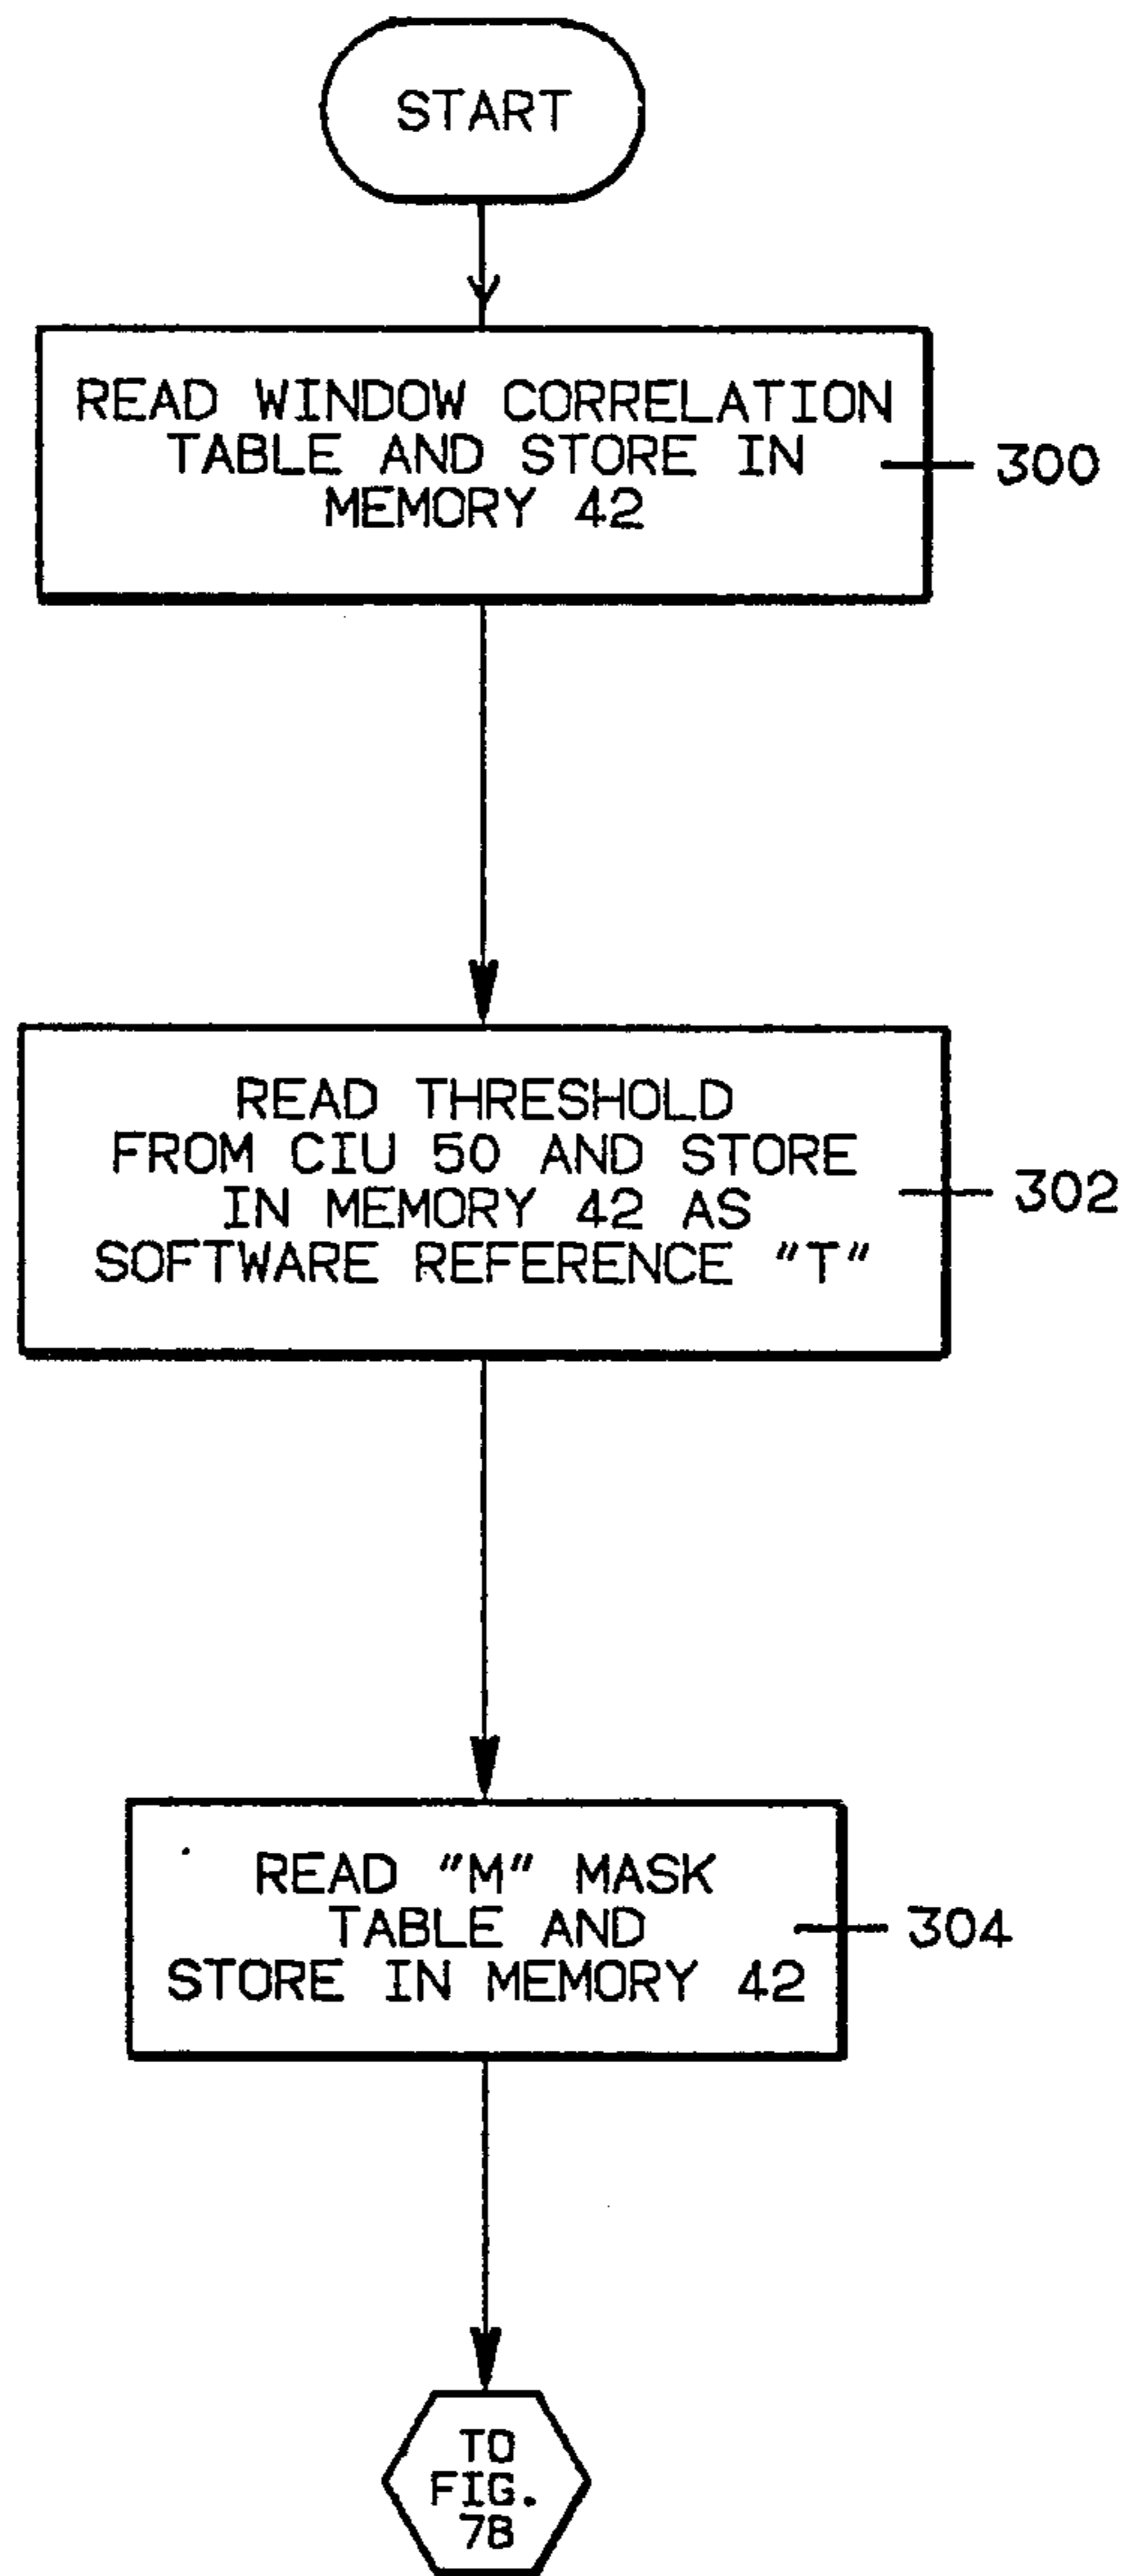 START
READ WINDOW CORRELATION
TABLE AND STORE IN
MEMORY 42
300
READ THRESHOLD
FROM CIU 50 AND STORE
IN MEMORY 42 AS
SOFTWARE REFERENCE "T"
302
READ "M" MASK
TABLE AND
STORE IN MEMORY 42
304
TO
FIG.
7B